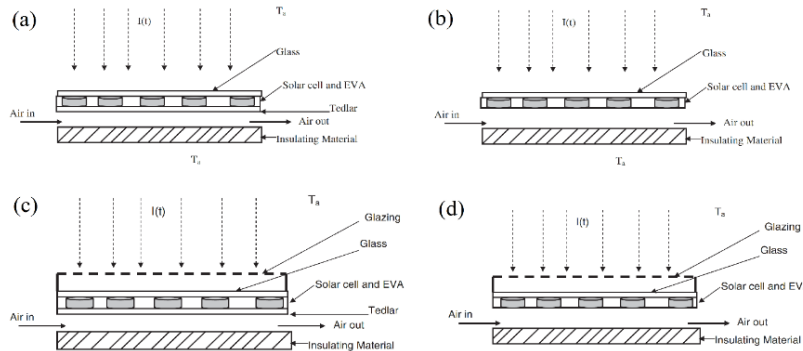 (a)
I(t)
Tₐ
Glass
Solar cell and EVA
Tedlar
Air in
Air out
Insulating Material
Tₐ
(b)
I(t)
Tₐ
Glass
Solar cell and EVA
Air in
Air out
Insulating Material
Tₐ
(c)
I(t)
Tₐ
Glazing
Glass
Solar cell and EVA
Tedlar
Air in
Air out
Insulating Material
(d)
I(t)
Tₐ
Glazing
Glass
Solar cell and EV
Air in
Air out
Insulating Material